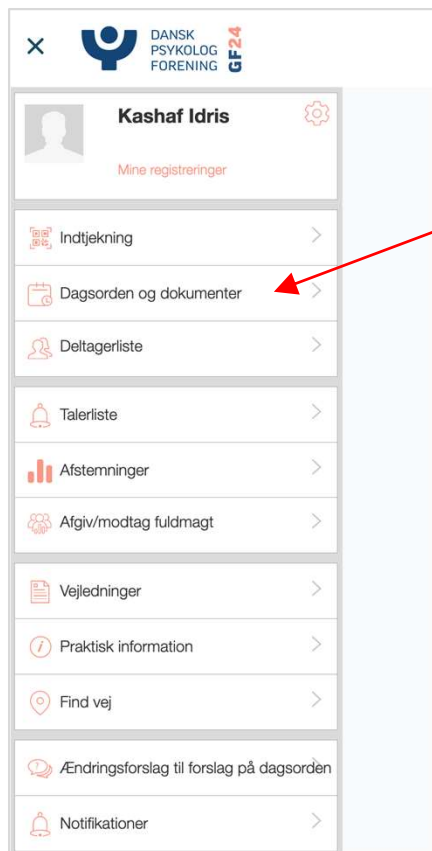 DANSK
PSYKOLOG
FORENING
GF24
Kashaf Idris
Mine registreringer
Indtjekning
Dagsorden og dokumenter
Deltagerliste
Talerliste
Afstemninger
Afgiv/modtag fuldmagt
Vejledninger
Praktisk information
Find vej
Ændringsforslag til forslag på dagsorden
Notifikationer